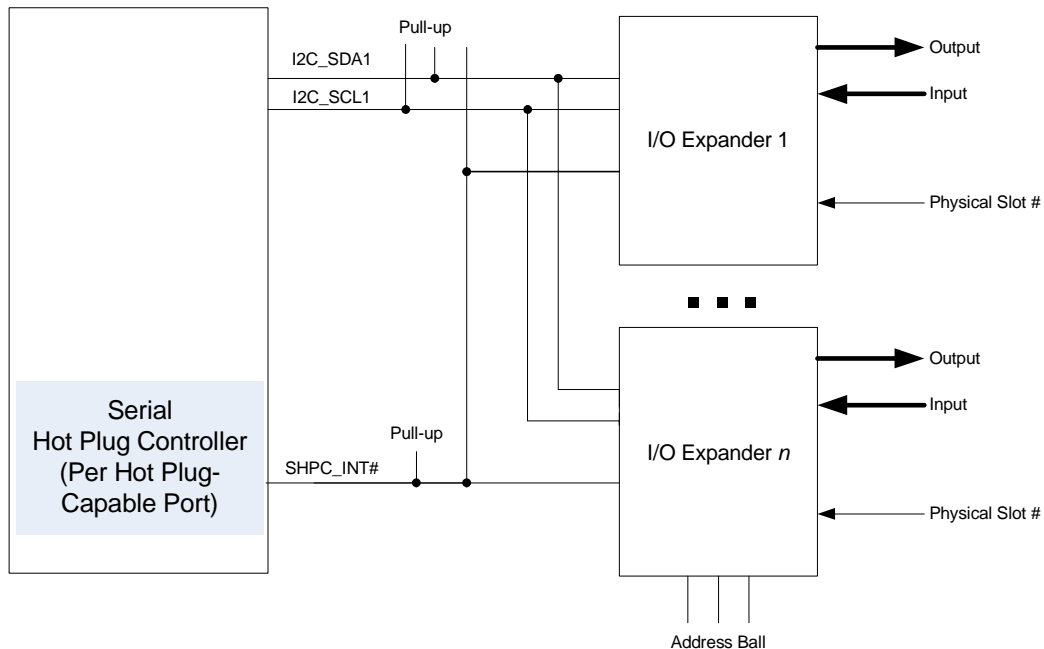 Pull-up
I2C_SDA1
I2C_SCL1
I/O Expander 1
Output
Input
Physical Slot #
Serial
Hot Plug Controller
(Per Hot Plug-
Capable Port)
Pull-up
SHPC_INT#
I/O Expander n
Output
Input
Physical Slot #
Address Ball